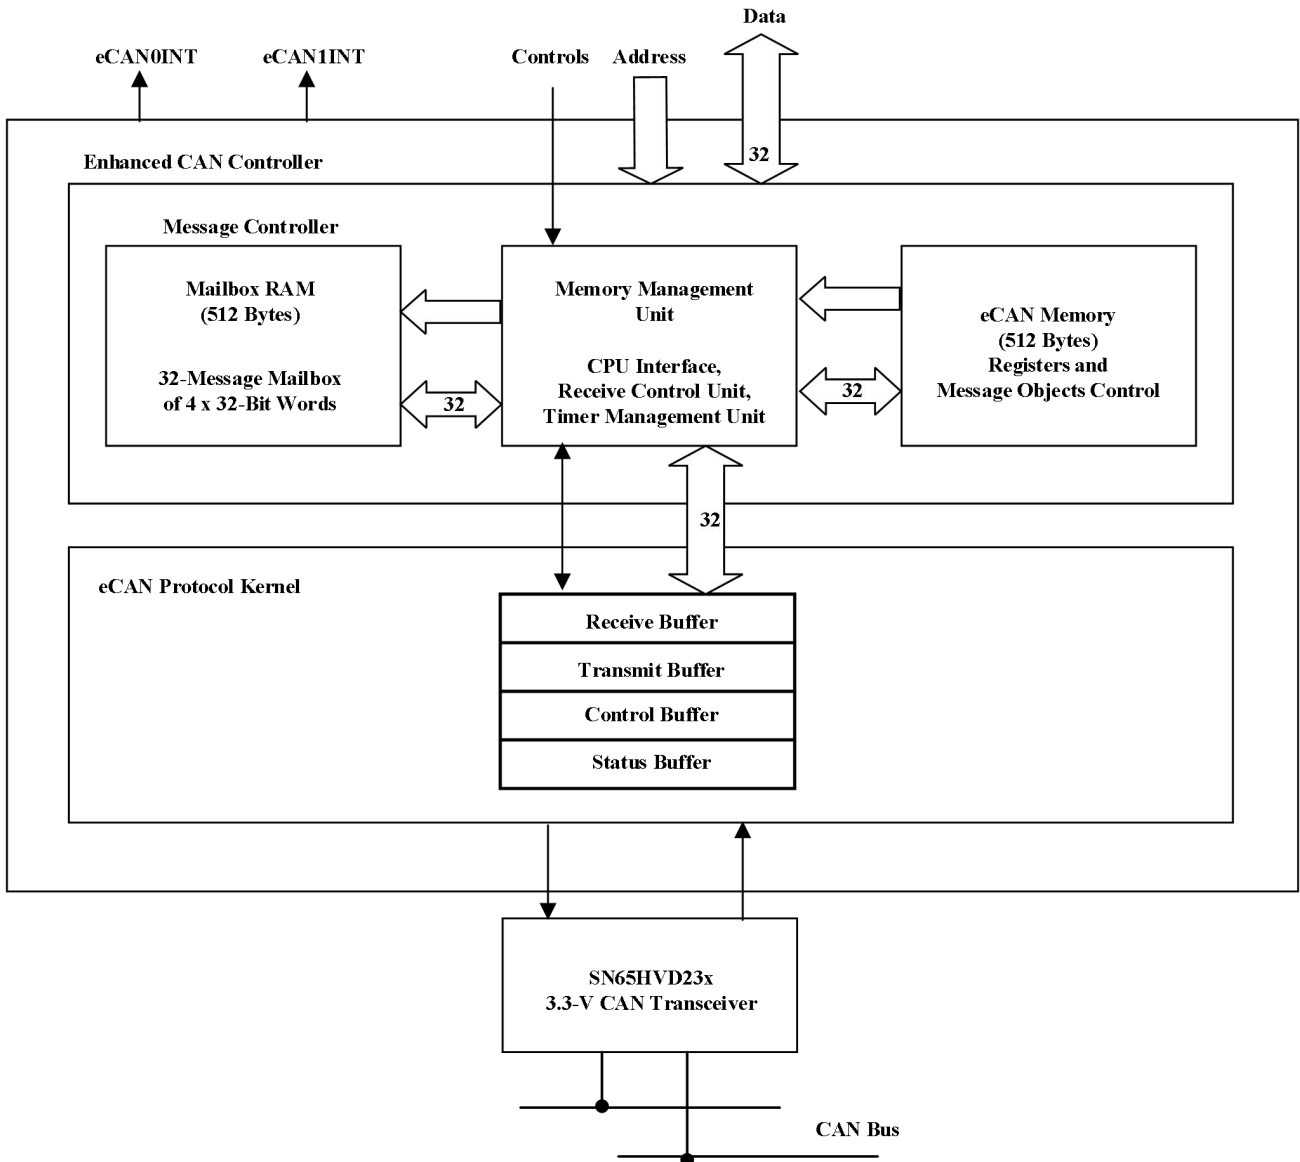 Data
eCAN0INT
eCAN1INT
Controls
Address
32
Enhanced CAN Controller
Message Controller
Mailbox RAM
(512 Bytes)
32-Message Mailbox
of 4 x 32-Bit Words
32
Memory Management
Unit
CPU Interface,
Receive Control Unit,
Timer Management Unit
32
eCAN Memory
(512 Bytes)
Registers and
Message Objects Control
32
eCAN Protocol Kernel
Receive Buffer
Transmit Buffer
Control Buffer
Status Buffer
SN65HVD23x
3.3-V CAN Transceiver
CAN Bus